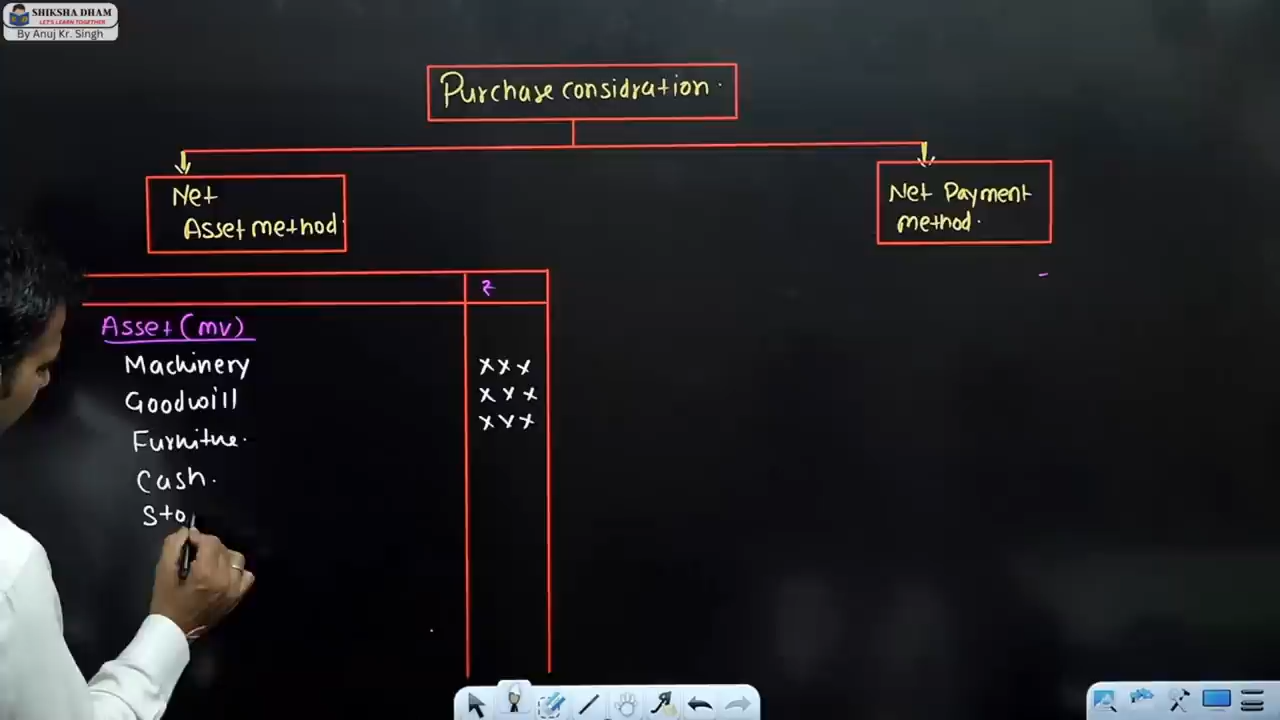 SHIKSHA DHAM
LET'S LEARN TOGETHER
By Anuj Kr. Singh
Purchase considration.
Net
Asset method.
Net Payment
method.
₹
Asset (mv)
Machinery xxx
Goodwill xxx
Furnitue. xxx
Cash.
Sto